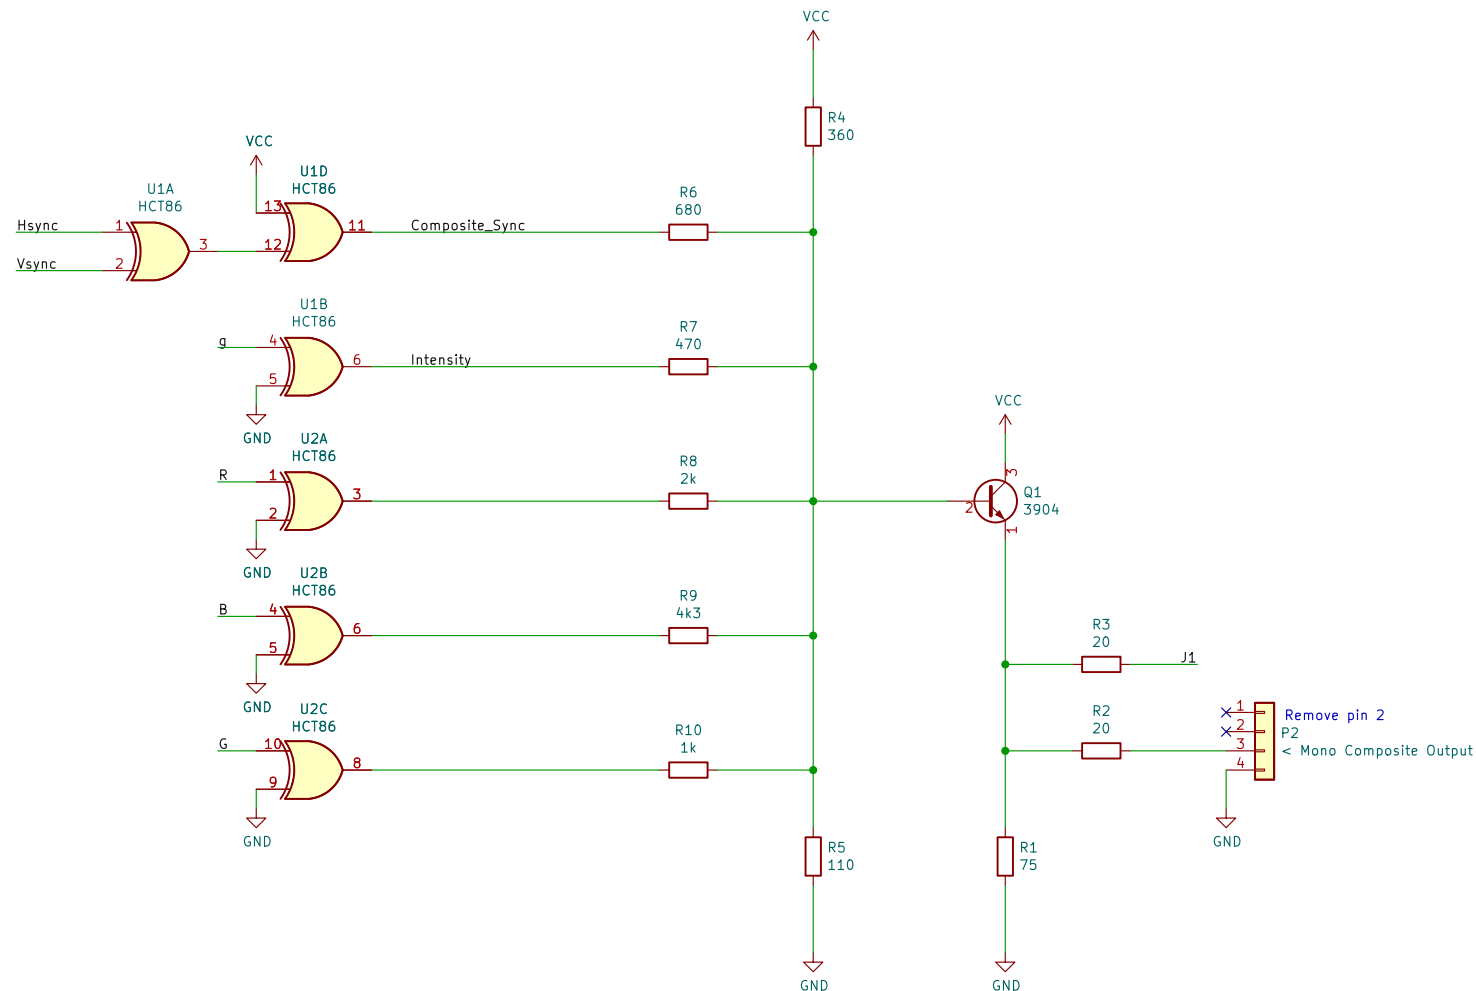 VCC
R4
360
VCC
U1D
HCT86
13
12
11
U1A
HCT86
Hsync
1
Vsync
2
3
Composite_Sync
R6
680
U1B
HCT86
g
4
5
6
Intensity
R7
470
GND
U2A
HCT86
R
1
2
3
R8
2k
GND
VCC
3
2
1
Q1
3904
U2B
HCT86
B
4
5
6
R9
4k3
GND
R3
20
J1
U2C
HCT86
G
10
9
8
R10
1k
GND
R2
20
1
2
3
4
Remove pin 2
P2
< Mono Composite Output
GND
R5
110
R1
75
GND
GND